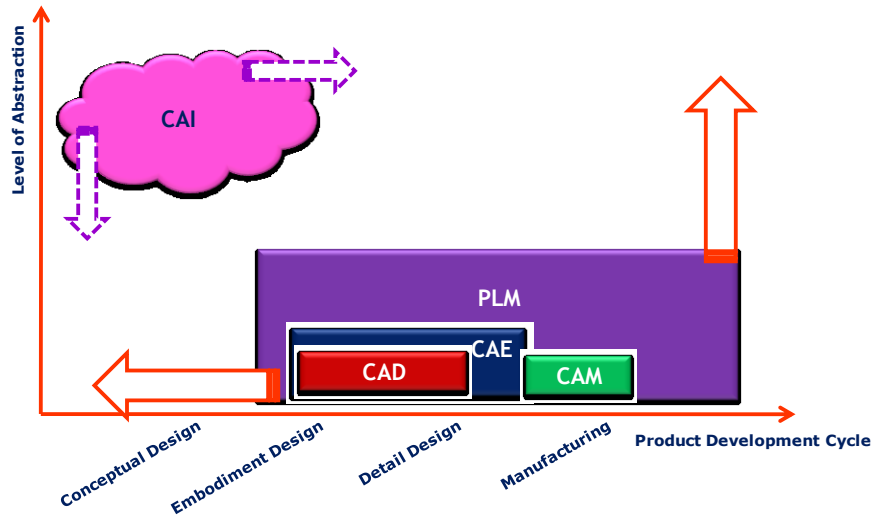 Level of Abstraction
CAI
PLM
CAE
CAD
CAM
Conceptual Design
Embodiment Design
Detail Design
Manufacturing
Product Development Cycle